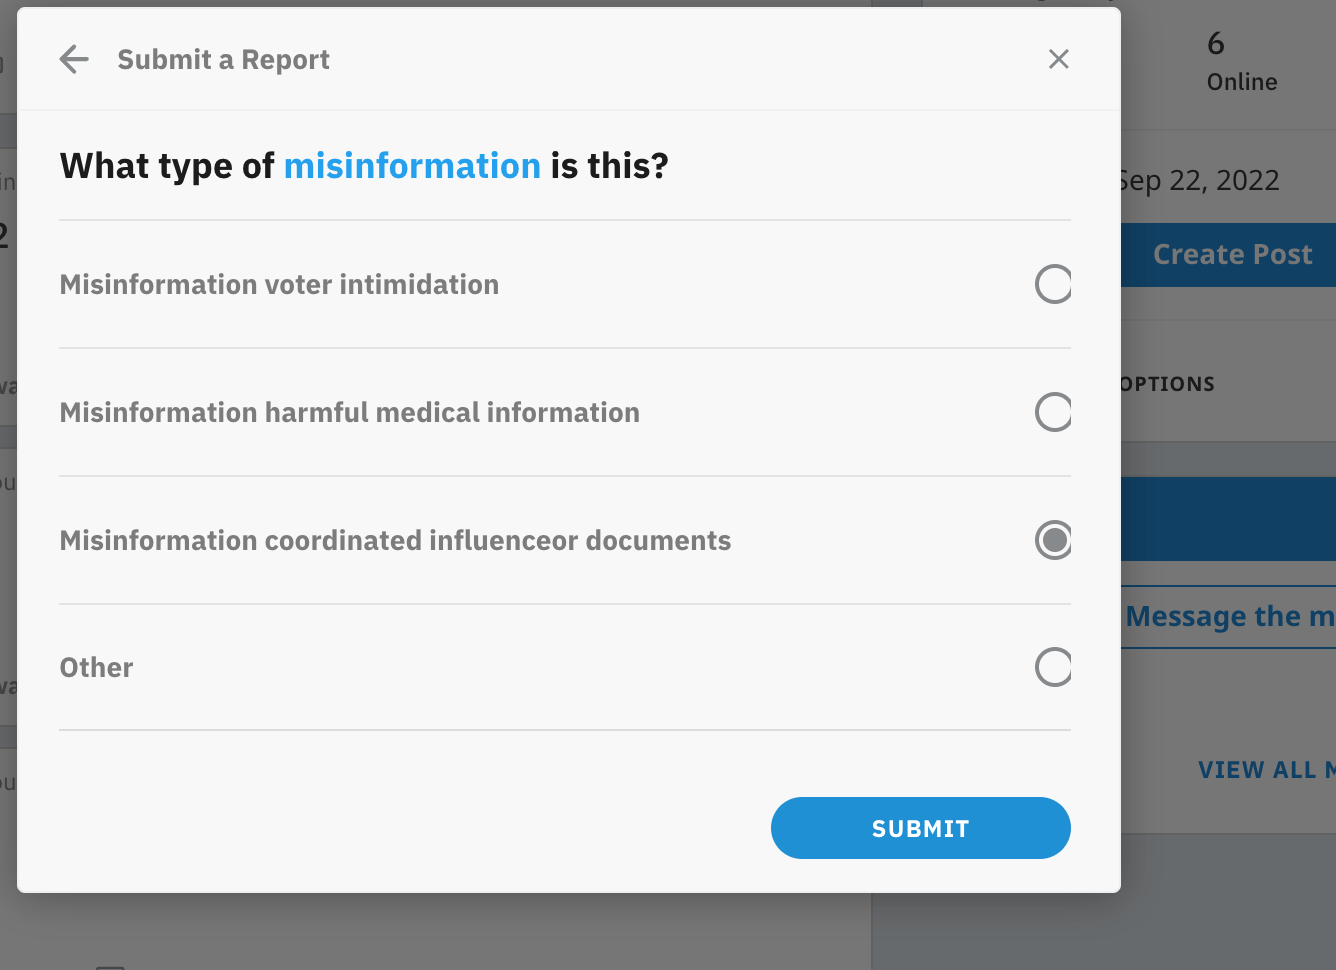 Submit a Report
6
Online
What type of misinformation is this?
Sep 22, 2022
Create Post
Misinformation voter intimidation
OPTIONS
Misinformation harmful medical information
Misinformation coordinated influenceor documents
Message the m
Other
VIEW ALL M
SUBMIT